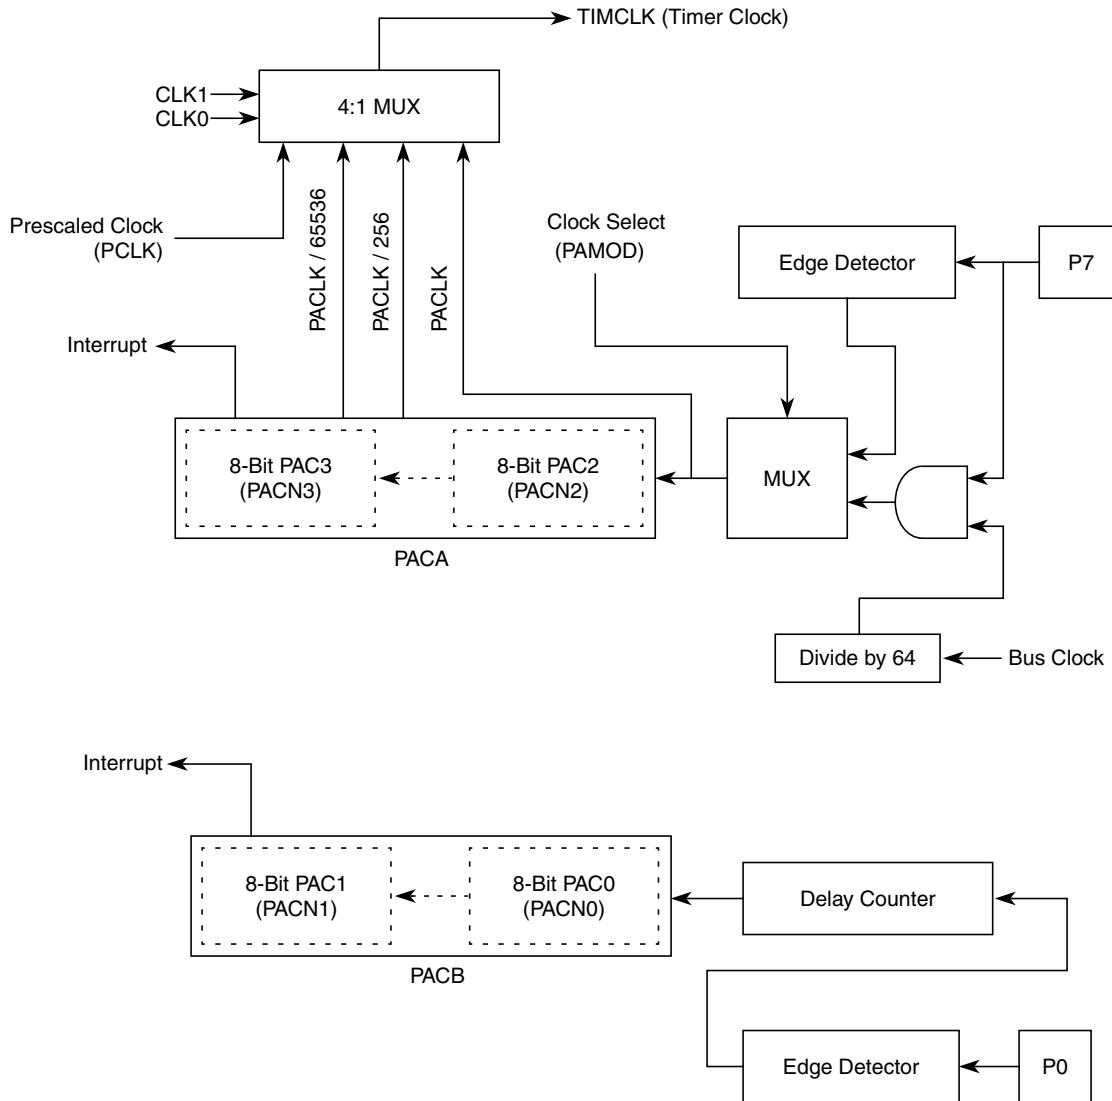 TIMCLK (Timer Clock)
CLK1
CLK0
4:1 MUX
Prescaled Clock
(PCLK)
PACLK / 65536
PACLK / 256
PACLK
Clock Select
(PAMOD)
Edge Detector
P7
Interrupt
8-Bit PAC3
(PACN3)
8-Bit PAC2
(PACN2)
MUX
PACA
Divide by 64
Bus Clock
Interrupt
8-Bit PAC1
(PACN1)
8-Bit PAC0
(PACN0)
Delay Counter
PACB
Edge Detector
P0